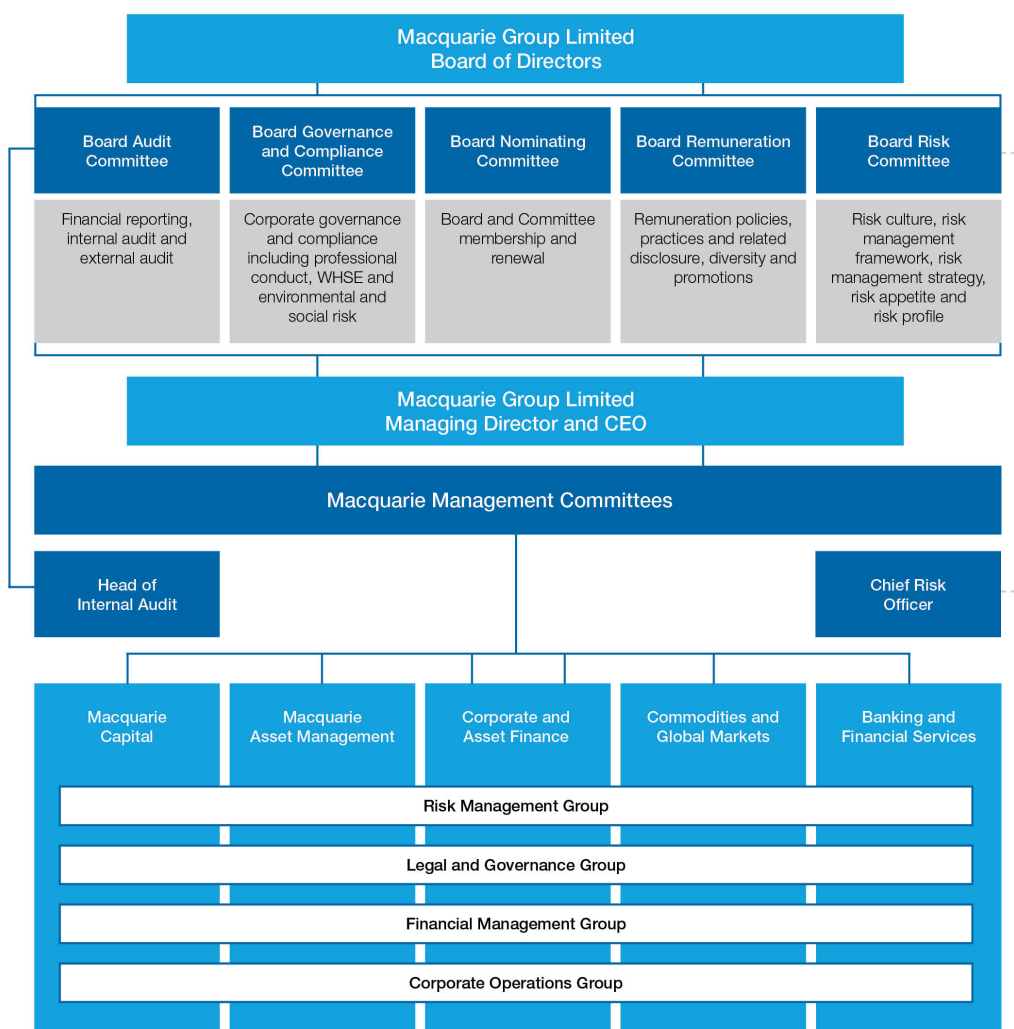 Macquarie Group Limited
Board of Directors
Board Audit
Committee
Board Governance
and Compliance
Committee
Board Nominating
Committee
Board Remuneration
Committee
Board Risk
Committee
Financial reporting,
internal audit and
external audit
Corporate governance
and compliance
including professional
conduct, WHSE and
environmental and
social risk
Board and Committee
membership and
renewal
Remuneration policies,
practices and related
disclosure, diversity and
promotions
Risk culture, risk
management
framework, risk
management strategy,
risk appetite and
risk profile
Macquarie Group Limited
Managing Director and CEO
Macquarie Management Committees
Head of
Internal Audit
Chief Risk
Officer
Macquarie
Capital
Macquarie
Asset Management
Corporate and
Asset Finance
Commodities and
Global Markets
Banking and
Financial Services
Risk Management Group
Legal and Governance Group
Financial Management Group
Corporate Operations Group